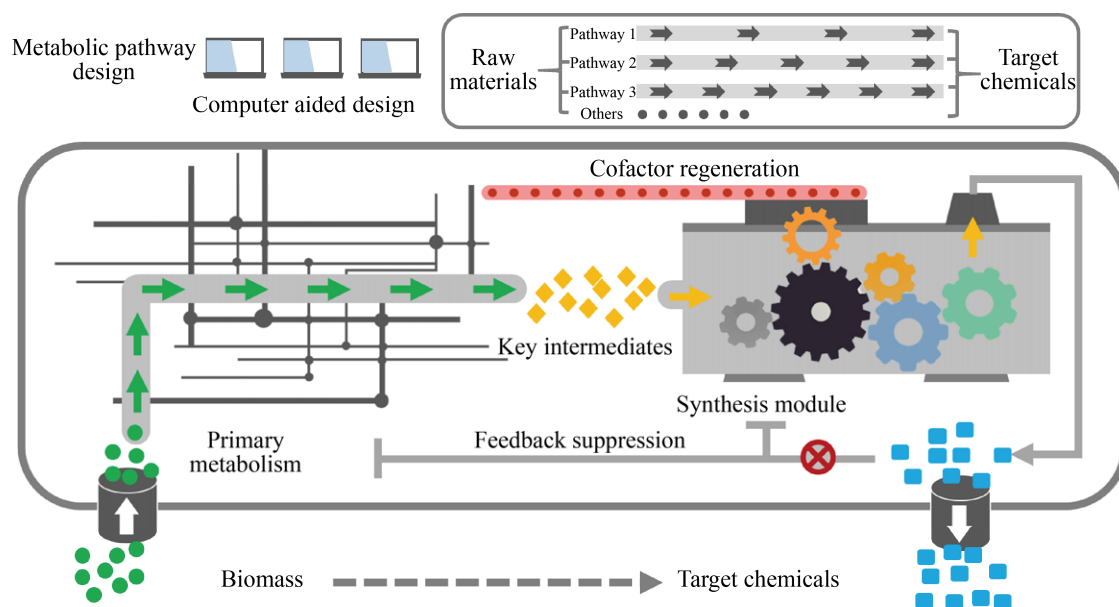 Metabolic pathway
design
Computer aided design
Raw
materials
Pathway 1
Pathway 2
Pathway 3
Others
Target
chemicals
Cofactor regeneration
Key intermediates
Synthesis module
Primary
metabolism
Feedback suppression
Biomass
Target chemicals